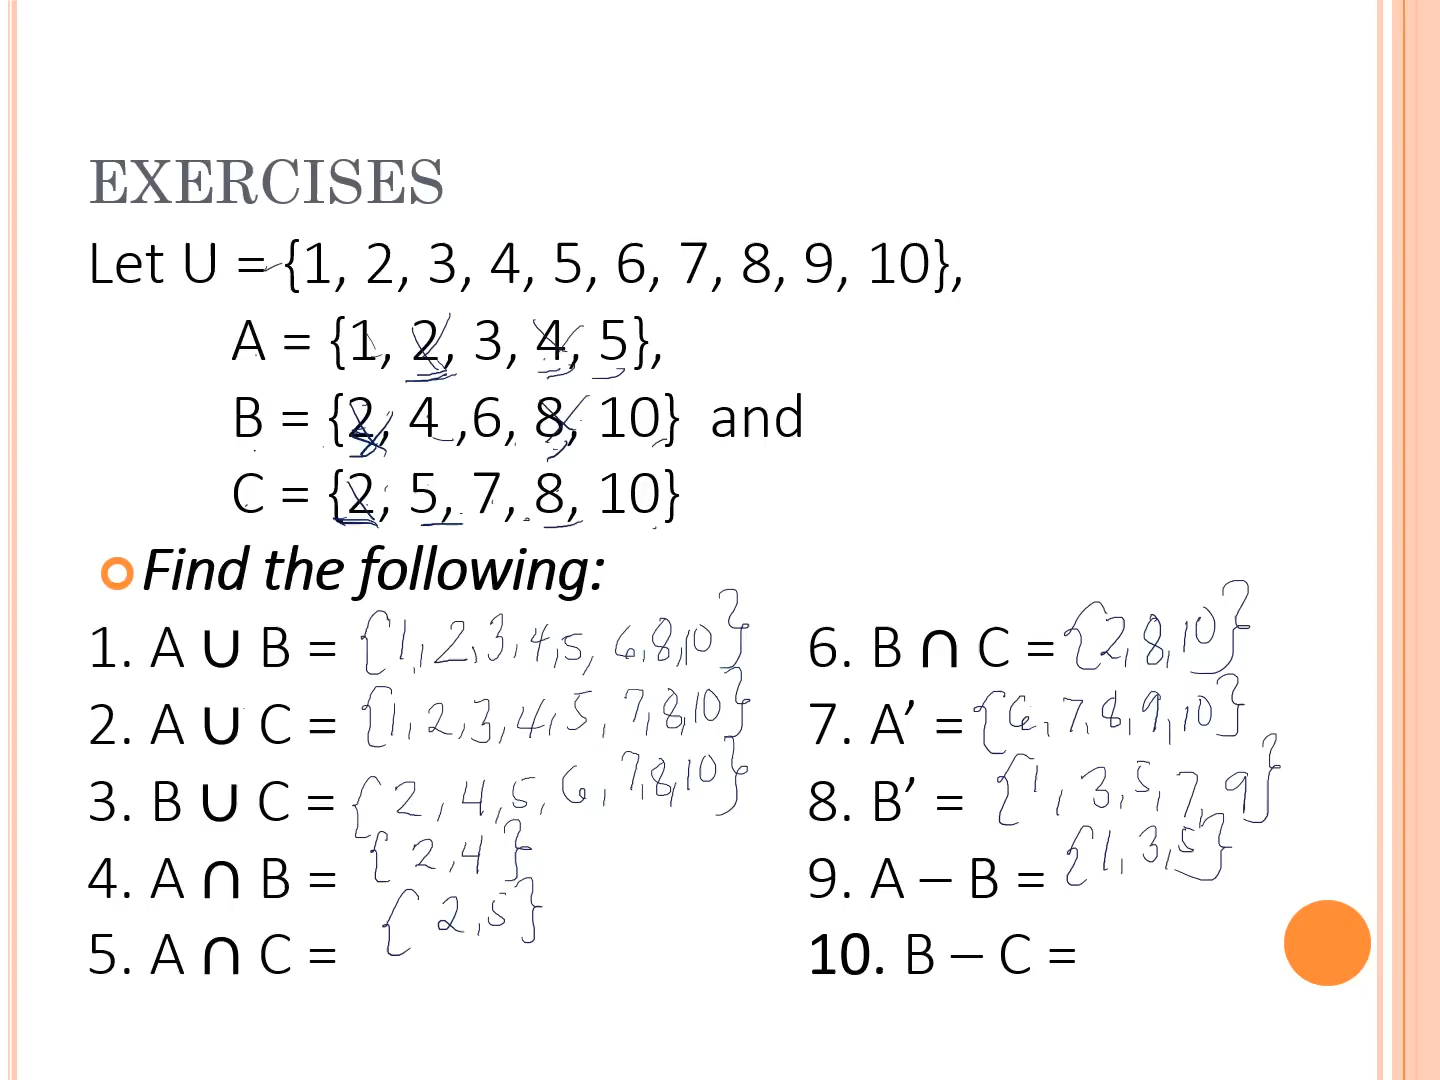 EXERCISES
Let U = {1, 2, 3, 4, 5, 6, 7, 8, 9, 10},
A = {1, 2, 3, 4, 5},
B = {2, 4 ,6, 8, 10} and
C = {2, 5, 7, 8, 10}
Find the following:
1. A ∪ B = {1, 2, 3, 4, 5, 6, 8, 10}
2. A ∪ C = {1, 2, 3, 4, 5, 7, 8, 10}
3. B ∪ C = {2, 4, 5, 6, 7, 8, 10}
4. A ∩ B = {2, 4}
5. A ∩ C = {2, 5}
6. B ∩ C = {2, 8, 10}
7. A′ = {6, 7, 8, 9, 10}
8. B′ = {1, 3, 5, 7, 9}
9. A – B = {1, 3, 5}
10. B – C =